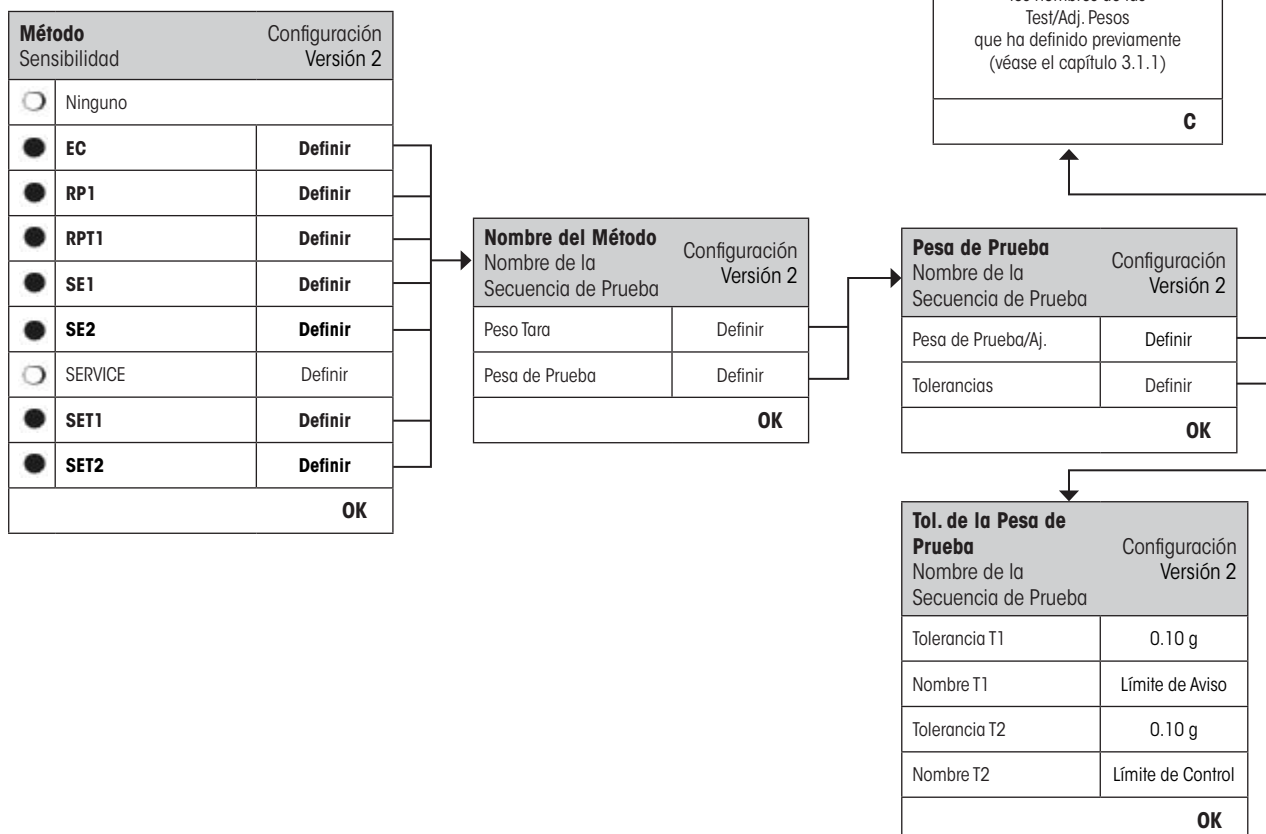 Método
Sensibilidad
Configuración
Versión 2
Ninguno
EC Definir
RP1 Definir
RPT1 Definir
SE1 Definir
SE2 Definir
SERVICE Definir
SET1 Definir
SET2 Definir
OK
Nombre del Método
Nombre de la
Secuencia de Prueba
Configuración
Versión 2
Peso Tara Definir
Pesa de Prueba Definir
OK
los nombres de las
Test/Adj. Pesos
que ha definido previamente
(véase el capítulo 3.1.1)
C
Pesa de Prueba
Nombre de la
Secuencia de Prueba
Configuración
Versión 2
Pesa de Prueba/Aj. Definir
Tolerancias Definir
OK
Tol. de la Pesa de
Prueba
Nombre de la
Secuencia de Prueba
Configuración
Versión 2
Tolerancia T1 0.10 g
Nombre T1 Límite de Aviso
Tolerancia T2 0.10 g
Nombre T2 Límite de Control
OK